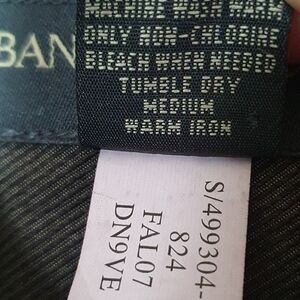 BAN
MACHINE WASH WARM
ONLY NON-CHLORINE
BLEACH WHEN NEEDED
TUMBLE DRY
MEDIUM
WARM IRON
S/499304-
824
FAL07
DN9VE